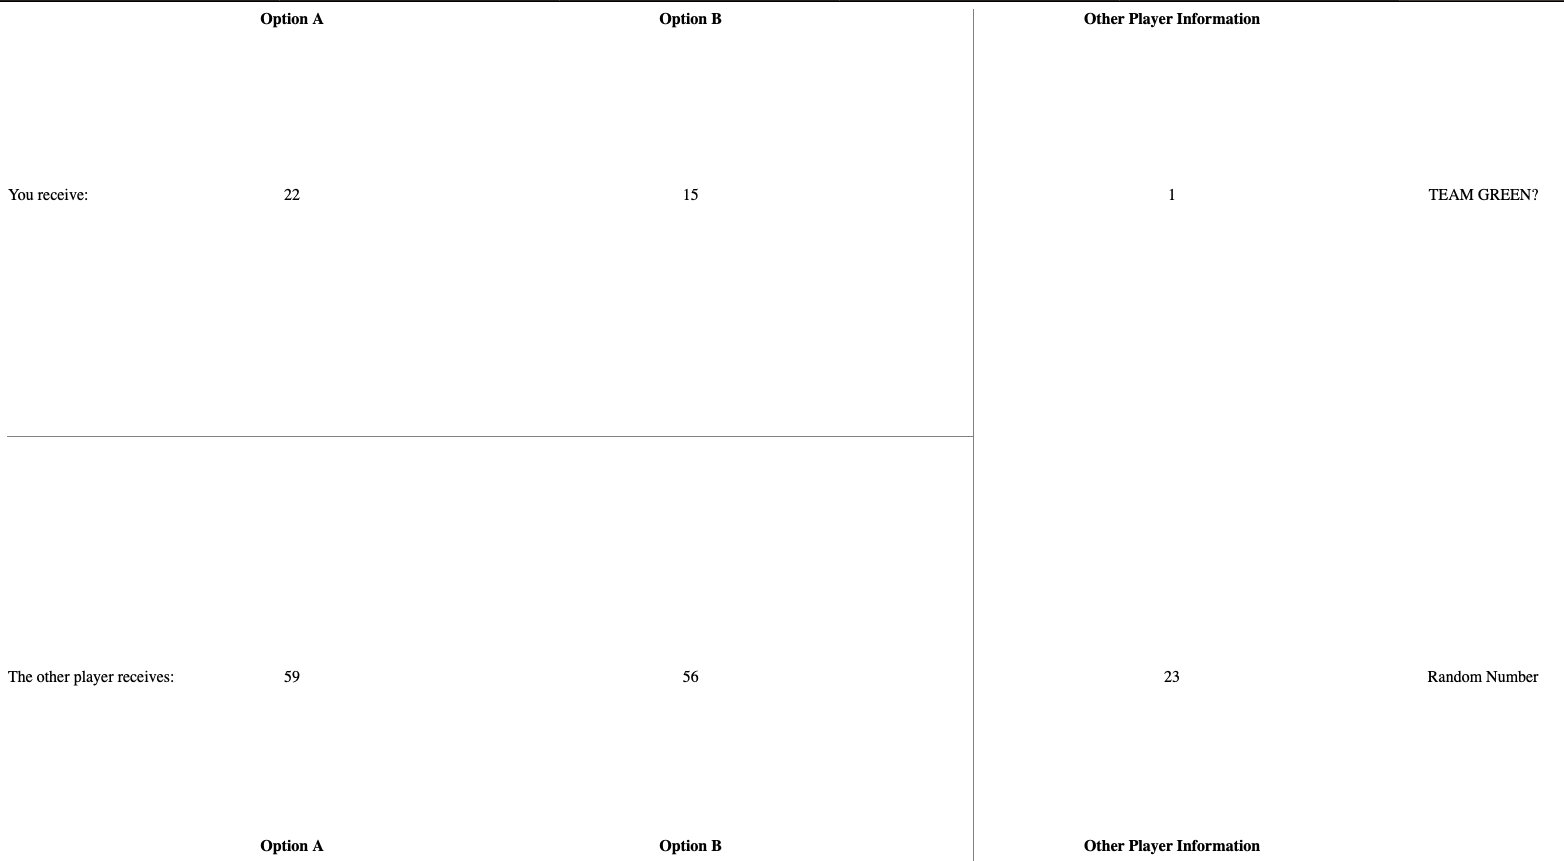 Option A Option B Other Player Information
You receive: 22 15 1 TEAM GREEN?
The other player receives: 59 56 23 Random Number
Option A Option B Other Player Information